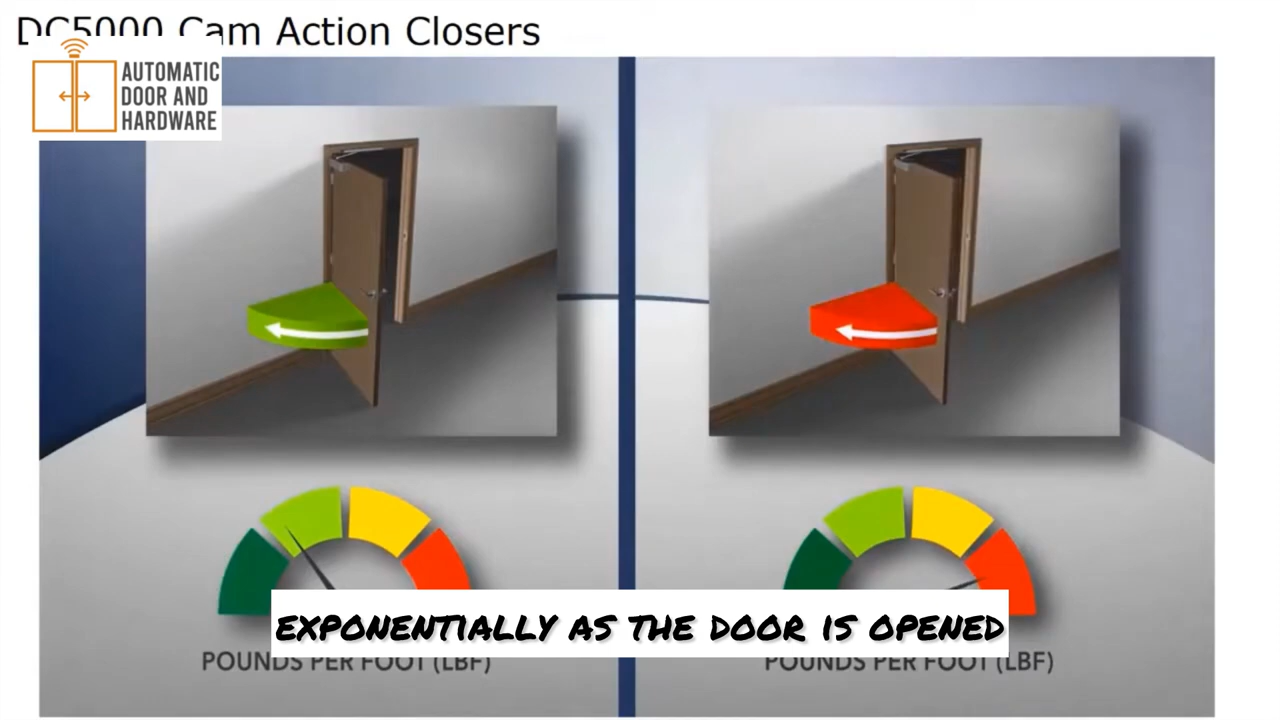 DC5000 Cam Action Closers
AUTOMATIC
DOOR AND
HARDWARE
EXPONENTIALLY AS THE DOOR IS OPENED
POUNDS PER FOOT (LBF)
POUNDS PER FOOT (LBF)